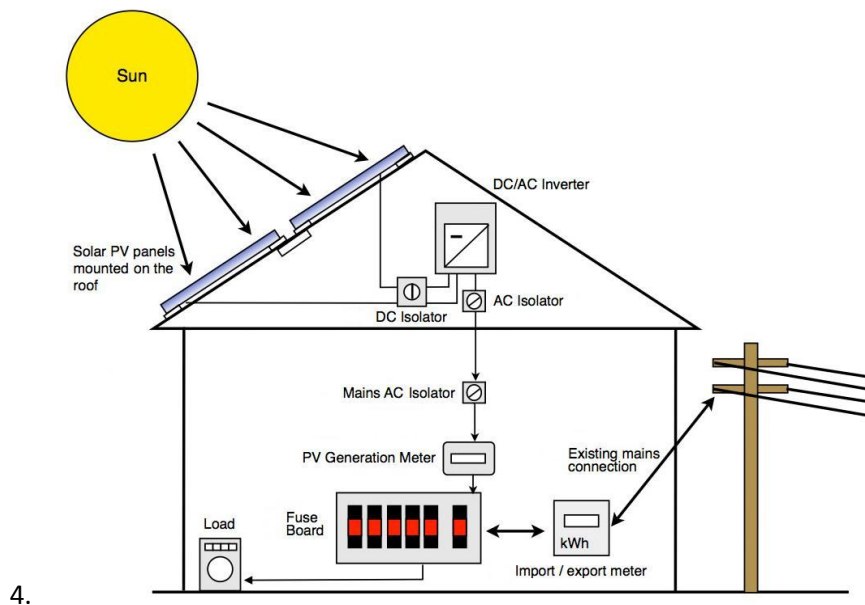 Sun
DC/AC Inverter
Solar PV panels
mounted on the
roof
DC Isolator
AC Isolator
Mains AC Isolator
PV Generation Meter
Existing mains
connection
Fuse
Board
Load
kWh
Import / export meter
4.